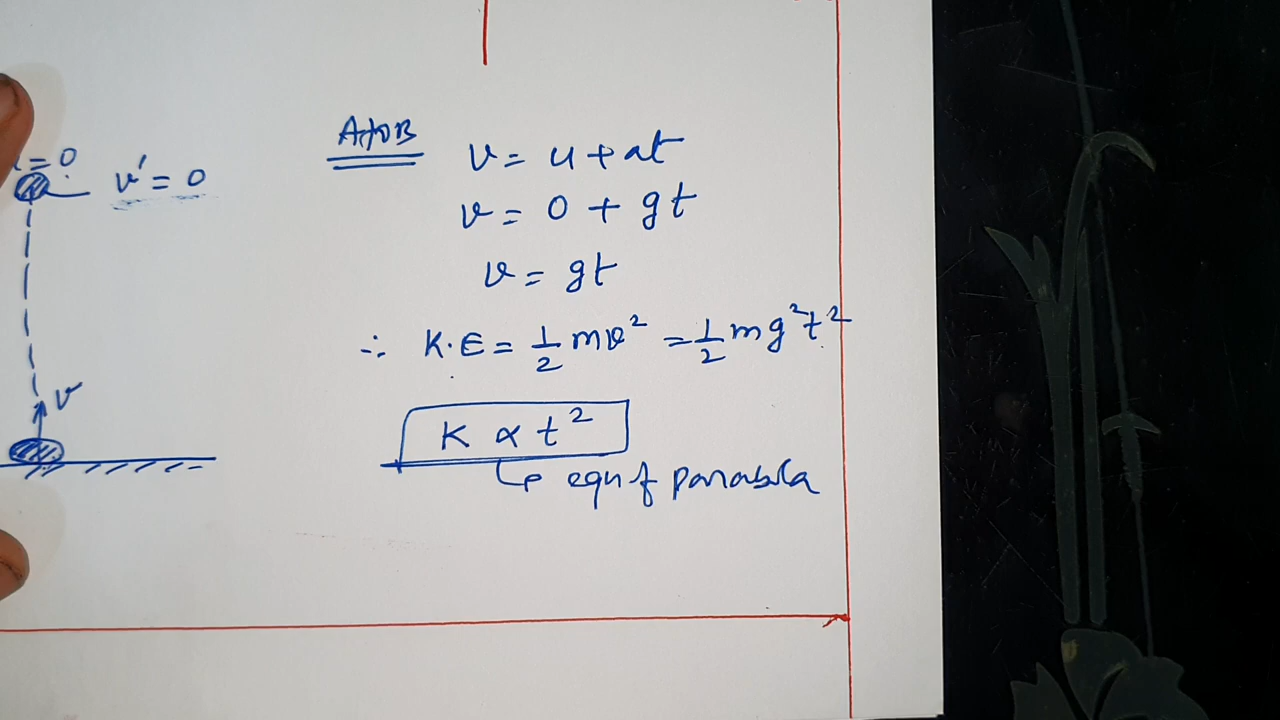 = 0
v' = 0
v
A to B
v = u + at
v = 0 + gt
v = gt
∴ K.E = 1/2 mv² = 1/2 mg²t²
K ∝ t²
↳ eqn of parabola